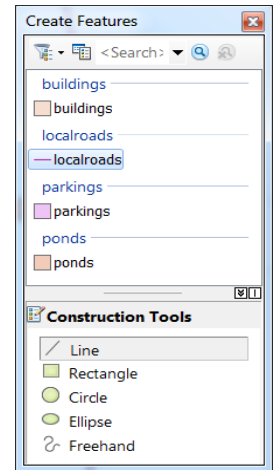 Create Features
<Search>
buildings
buildings
localroads
localroads
parkings
parkings
ponds
ponds
Construction Tools
Line
Rectangle
Circle
Ellipse
Freehand